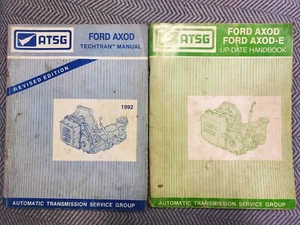 ATSG
FORD AXOD
TECHTRAN™ MANUAL
REVISED EDITION
1992
AUTOMATIC TRANSMISSION SERVICE GROUP
ATSG
FORD AXOD
FORD AXOD-E
UP-DATE HANDBOOK
AUTOMATIC TRANSMISSION SERVICE GROUP